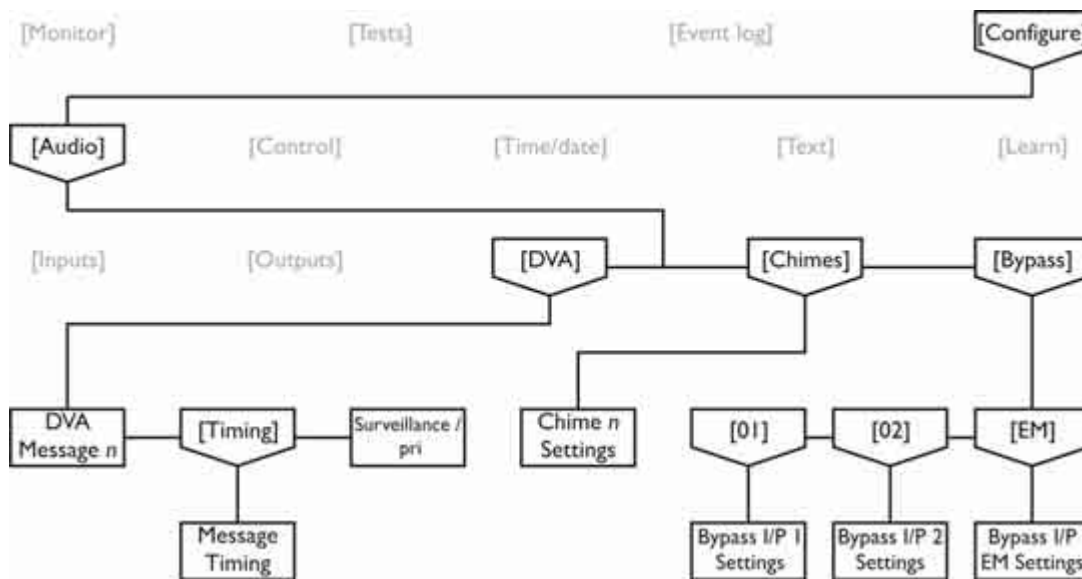 [Monitor] [Tests] [Event log] [Configure]
[Audio] [Control] [Time/date] [Text] [Learn]
[Inputs] [Outputs] [DVA] [Chimes] [Bypass]
DVA
Message n
[Timing]
Surveillance /
pri
Chime n
Settings
[01]
[02]
[EM]
Message
Timing
Bypass I/P 1
Settings
Bypass I/P 2
Settings
Bypass I/P
EM Settings